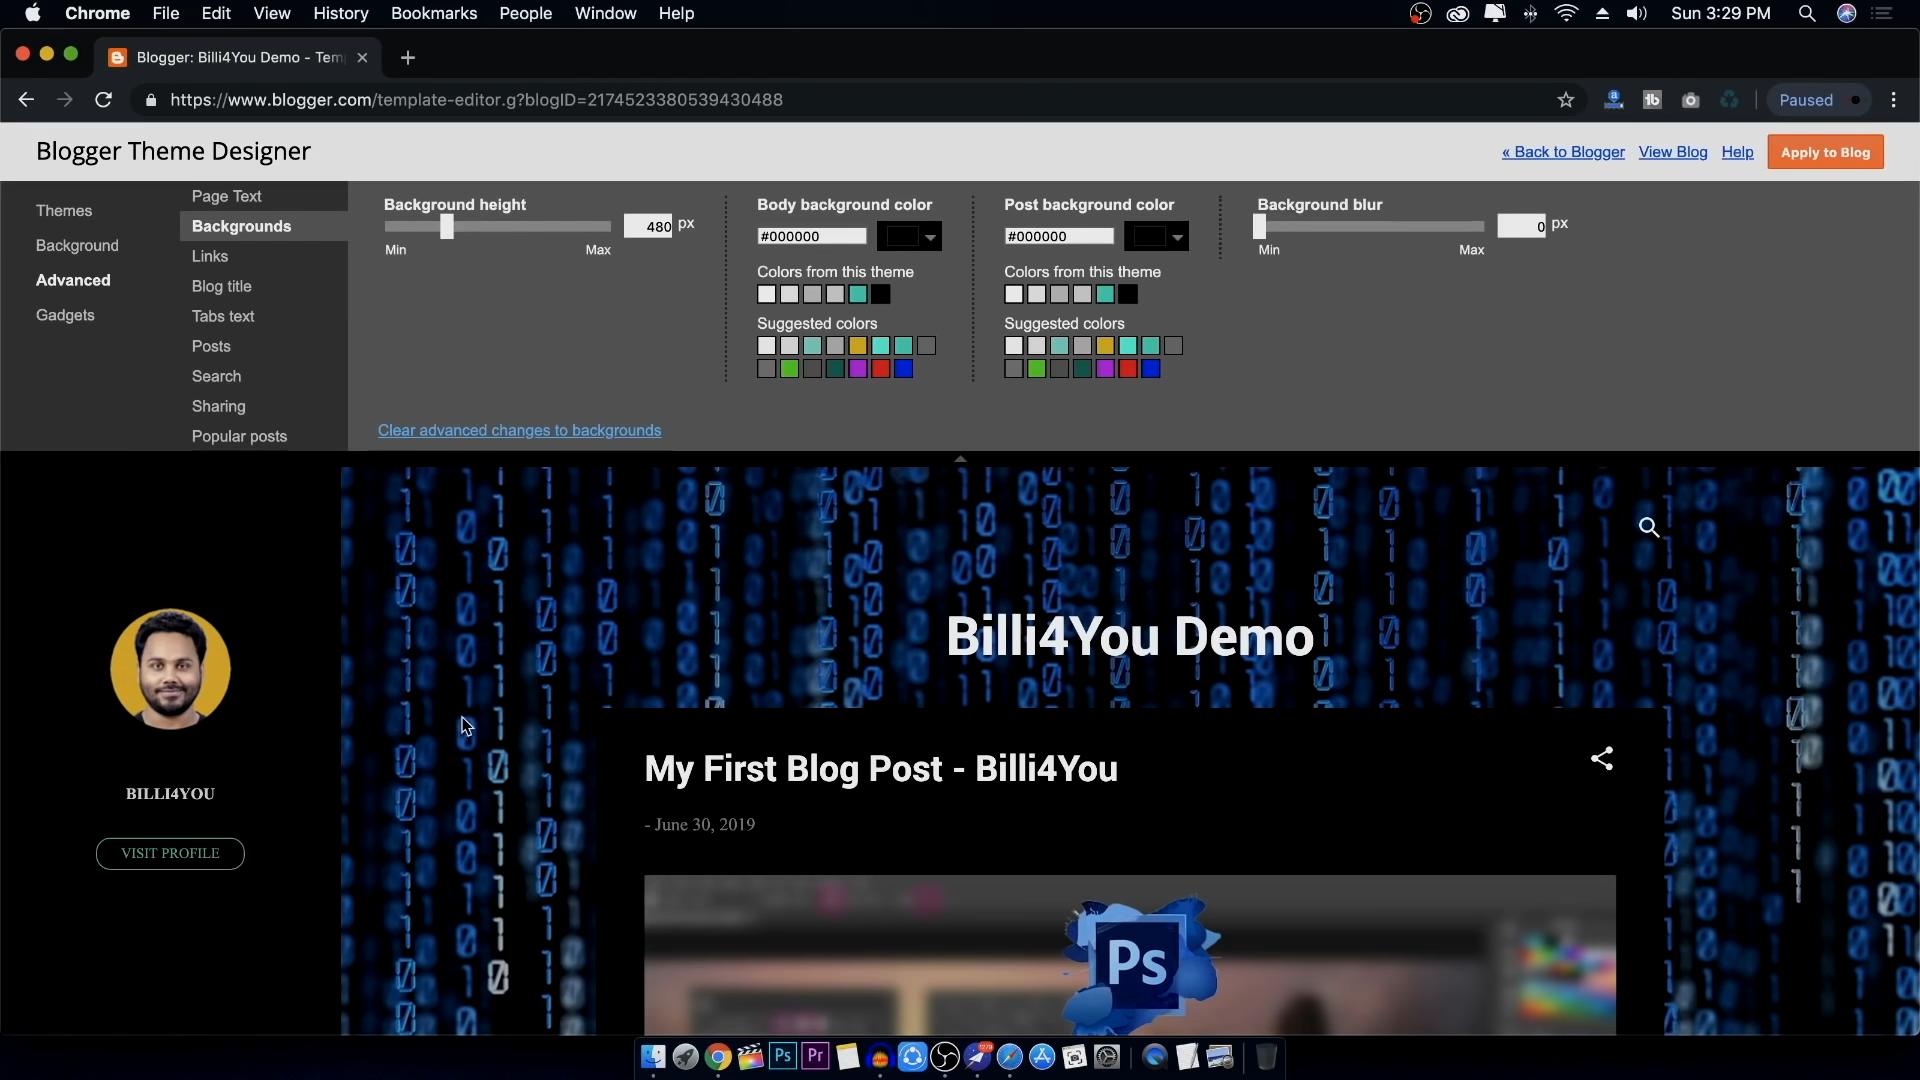 Chrome File Edit View History Bookmarks People Window Help
Sun 3:29 PM
Blogger: Billi4You Demo - Tem
https://www.blogger.com/template-editor.g?blogID=2174523380539430488
Paused
Blogger Theme Designer
« Back to Blogger View Blog Help Apply to Blog
Themes
Background
Advanced
Gadgets
Page Text
Backgrounds
Links
Blog title
Tabs text
Posts
Search
Sharing
Popular posts
Background height
480 px
Min Max
Body background color
#000000
Colors from this theme
Suggested colors
Post background color
#000000
Colors from this theme
Suggested colors
Background blur
0 px
Min Max
Clear advanced changes to backgrounds
Billi4You Demo
BILLI4YOU
VISIT PROFILE
My First Blog Post - Billi4You
- June 30, 2019
Ps
Ps
Pr